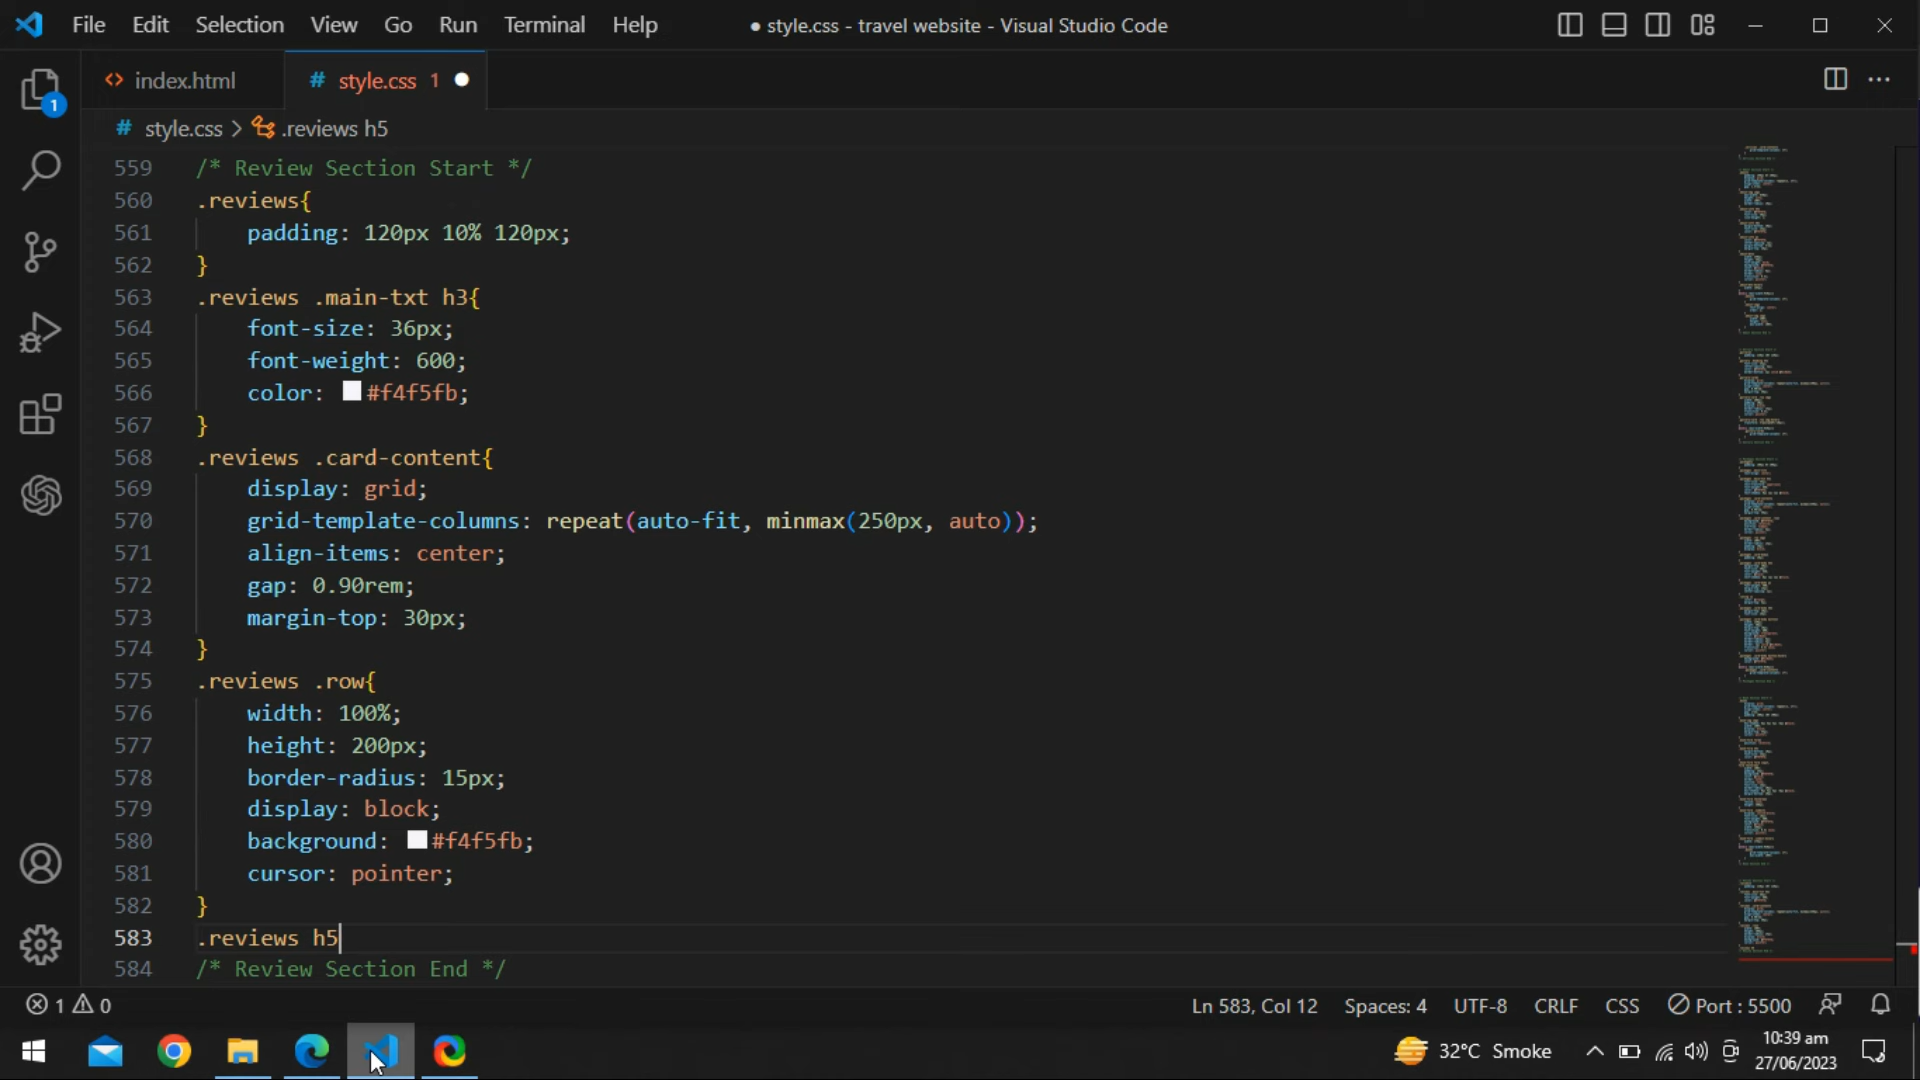 File Edit Selection View Go Run Terminal Help
● style.css - travel website - Visual Studio Code
index.html
# style.css 1
# style.css > .reviews h5
559 /* Review Section Start */
560 .reviews{
561 padding: 120px 10% 120px;
562 }
563 .reviews .main-txt h3{
564 font-size: 36px;
565 font-weight: 600;
566 color: #f4f5fb;
567 }
568 .reviews .card-content{
569 display: grid;
570 grid-template-columns: repeat(auto-fit, minmax(250px, auto));
571 align-items: center;
572 gap: 0.90rem;
573 margin-top: 30px;
574 }
575 .reviews .row{
576 width: 100%;
577 height: 200px;
578 border-radius: 15px;
579 display: block;
580 background: #f4f5fb;
581 cursor: pointer;
582 }
583 .reviews h5
584 /* Review Section End */
1
1 0
Ln 583, Col 12 Spaces: 4 UTF-8 CRLF CSS Port : 5500
32°C Smoke
10:39 am
27/06/2023